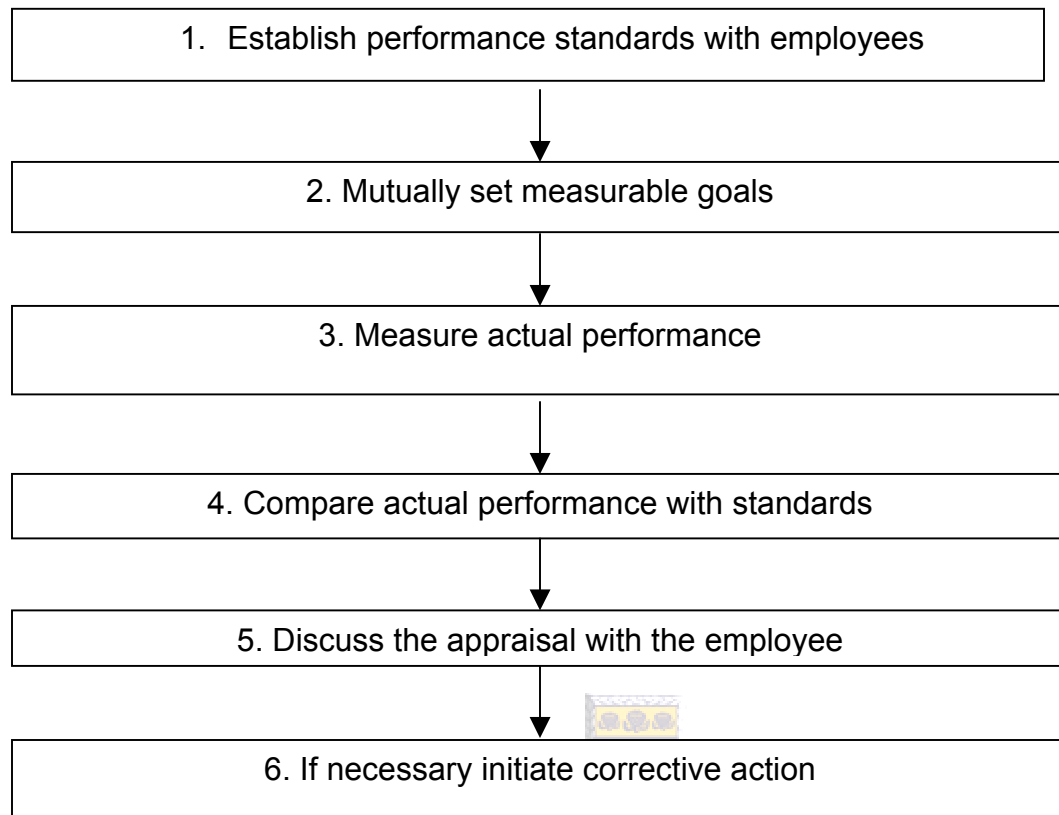 1. Establish performance standards with employees
2. Mutually set measurable goals
3. Measure actual performance
4. Compare actual performance with standards
5. Discuss the appraisal with the employee
6. If necessary initiate corrective action